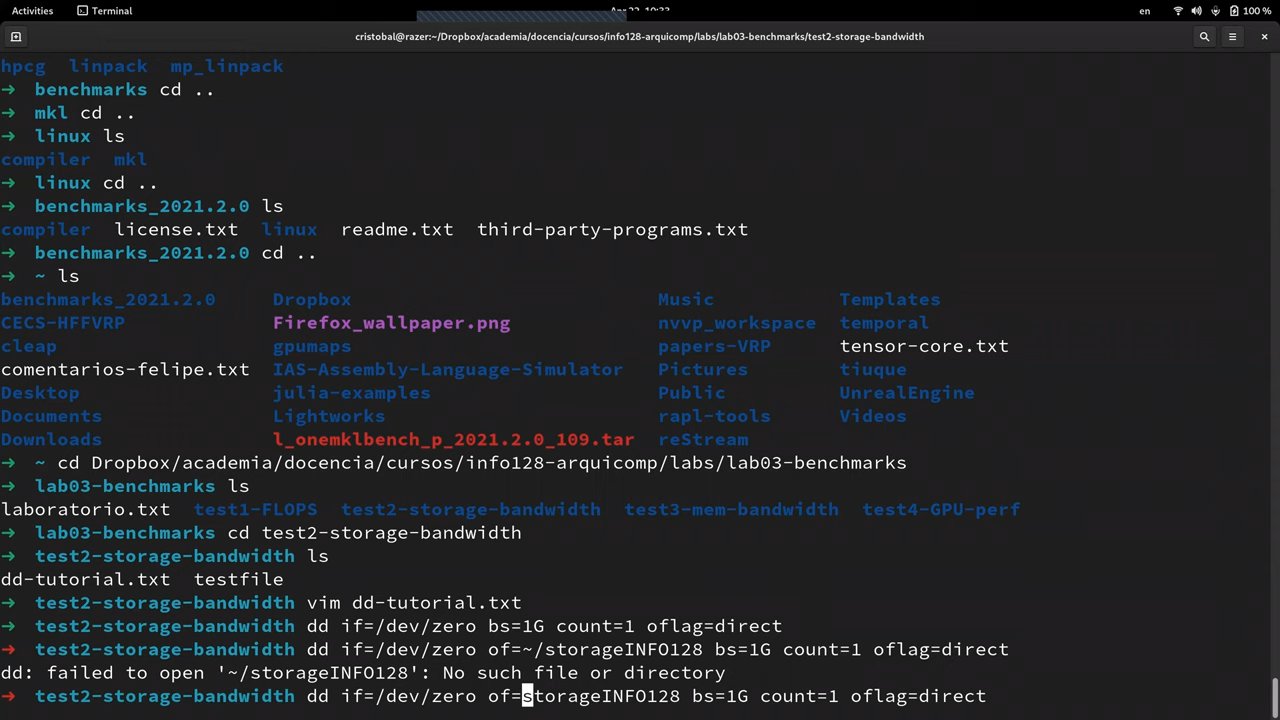 Activities Terminal en 100 %
cristobal@razer:~/Dropbox/academia/docencia/cursos/info128-arquicomp/labs/lab03-benchmarks/test2-storage-bandwidth
hpcg linpack mp_linpack
→ benchmarks cd ..
→ mkl cd ..
→ linux ls
compiler mkl
→ linux cd ..
→ benchmarks_2021.2.0 ls
compiler license.txt linux readme.txt third-party-programs.txt
→ benchmarks_2021.2.0 cd ..
→ ~ ls
benchmarks_2021.2.0 Dropbox Music Templates
CECS-HFFVRP Firefox_wallpaper.png nvvp_workspace temporal
cleap gpumaps papers-VRP tensor-core.txt
comentarios-felipe.txt IAS-Assembly-Language-Simulator Pictures tiuque
Desktop julia-examples Public UnrealEngine
Documents Lightworks rapl-tools Videos
Downloads l_onemklbench_p_2021.2.0_109.tar reStream
→ ~ cd Dropbox/academia/docencia/cursos/info128-arquicomp/labs/lab03-benchmarks
→ lab03-benchmarks ls
laboratorio.txt test1-FLOPS test2-storage-bandwidth test3-mem-bandwidth test4-GPU-perf
→ lab03-benchmarks cd test2-storage-bandwidth
→ test2-storage-bandwidth ls
dd-tutorial.txt testfile
→ test2-storage-bandwidth vim dd-tutorial.txt
→ test2-storage-bandwidth dd if=/dev/zero bs=1G count=1 oflag=direct
→ test2-storage-bandwidth dd if=/dev/zero of=~/storageINFO128 bs=1G count=1 oflag=direct
dd: failed to open '~/storageINFO128': No such file or directory
→ test2-storage-bandwidth dd if=/dev/zero of=storageINFO128 bs=1G count=1 oflag=direct